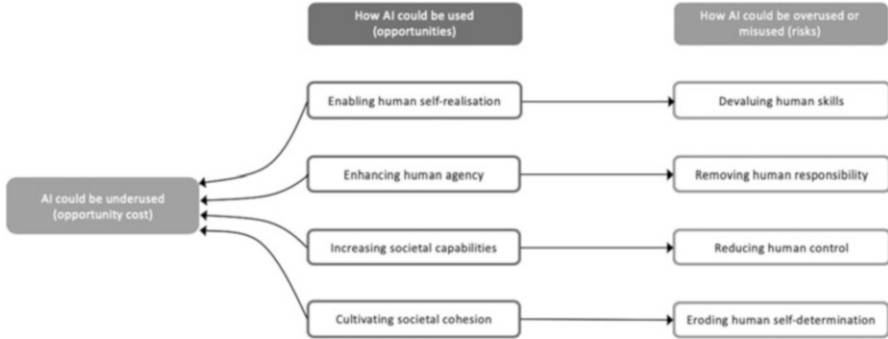 How AI could be used
(opportunities)
How AI could be overused or
misused (risks)
Enabling human self-realisation
Devaluing human skills
Enhancing human agency
Removing human responsibility
AI could be underused
(opportunity cost)
Increasing societal capabilities
Reducing human control
Cultivating societal cohesion
Eroding human self-determination